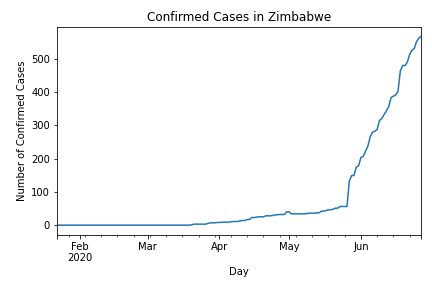 Confirmed Cases in Zimbabwe
Number of Confirmed Cases
500
400
300
200
100
0
Feb
2020
Mar
Apr
May
Jun
Day